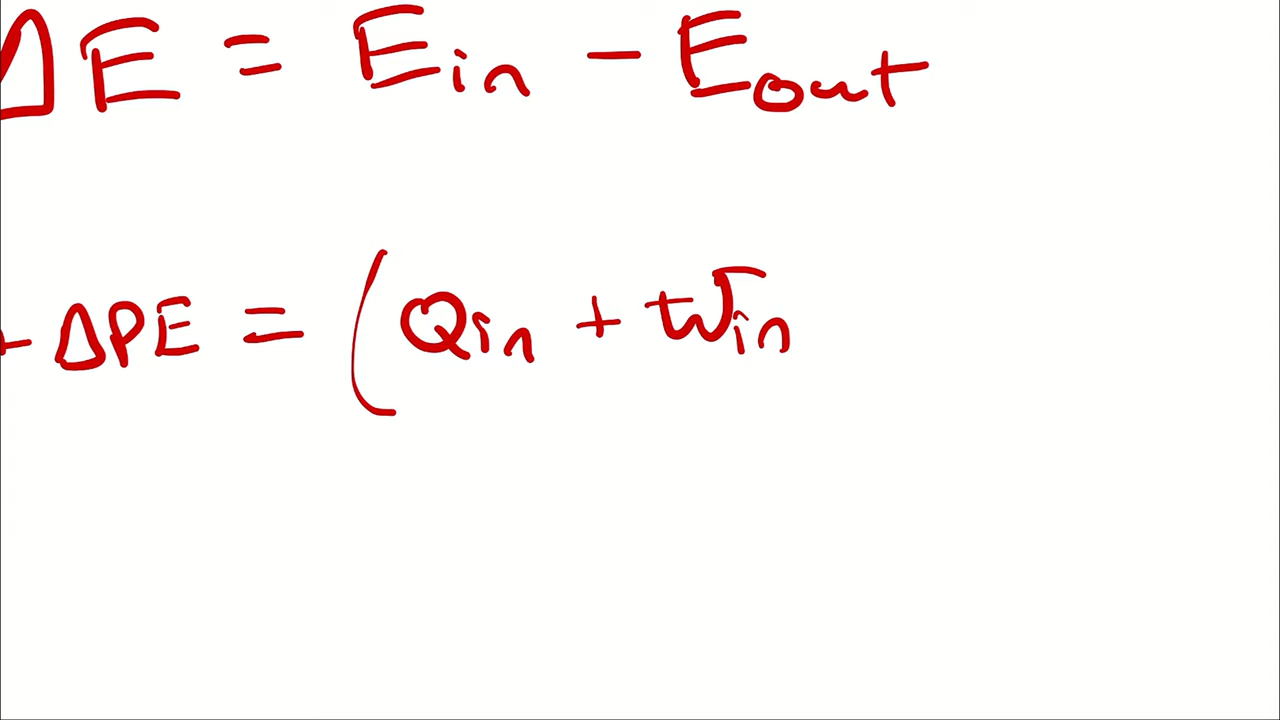 ΔE = Ein - Eout
+ ΔPE = (Qin + Win